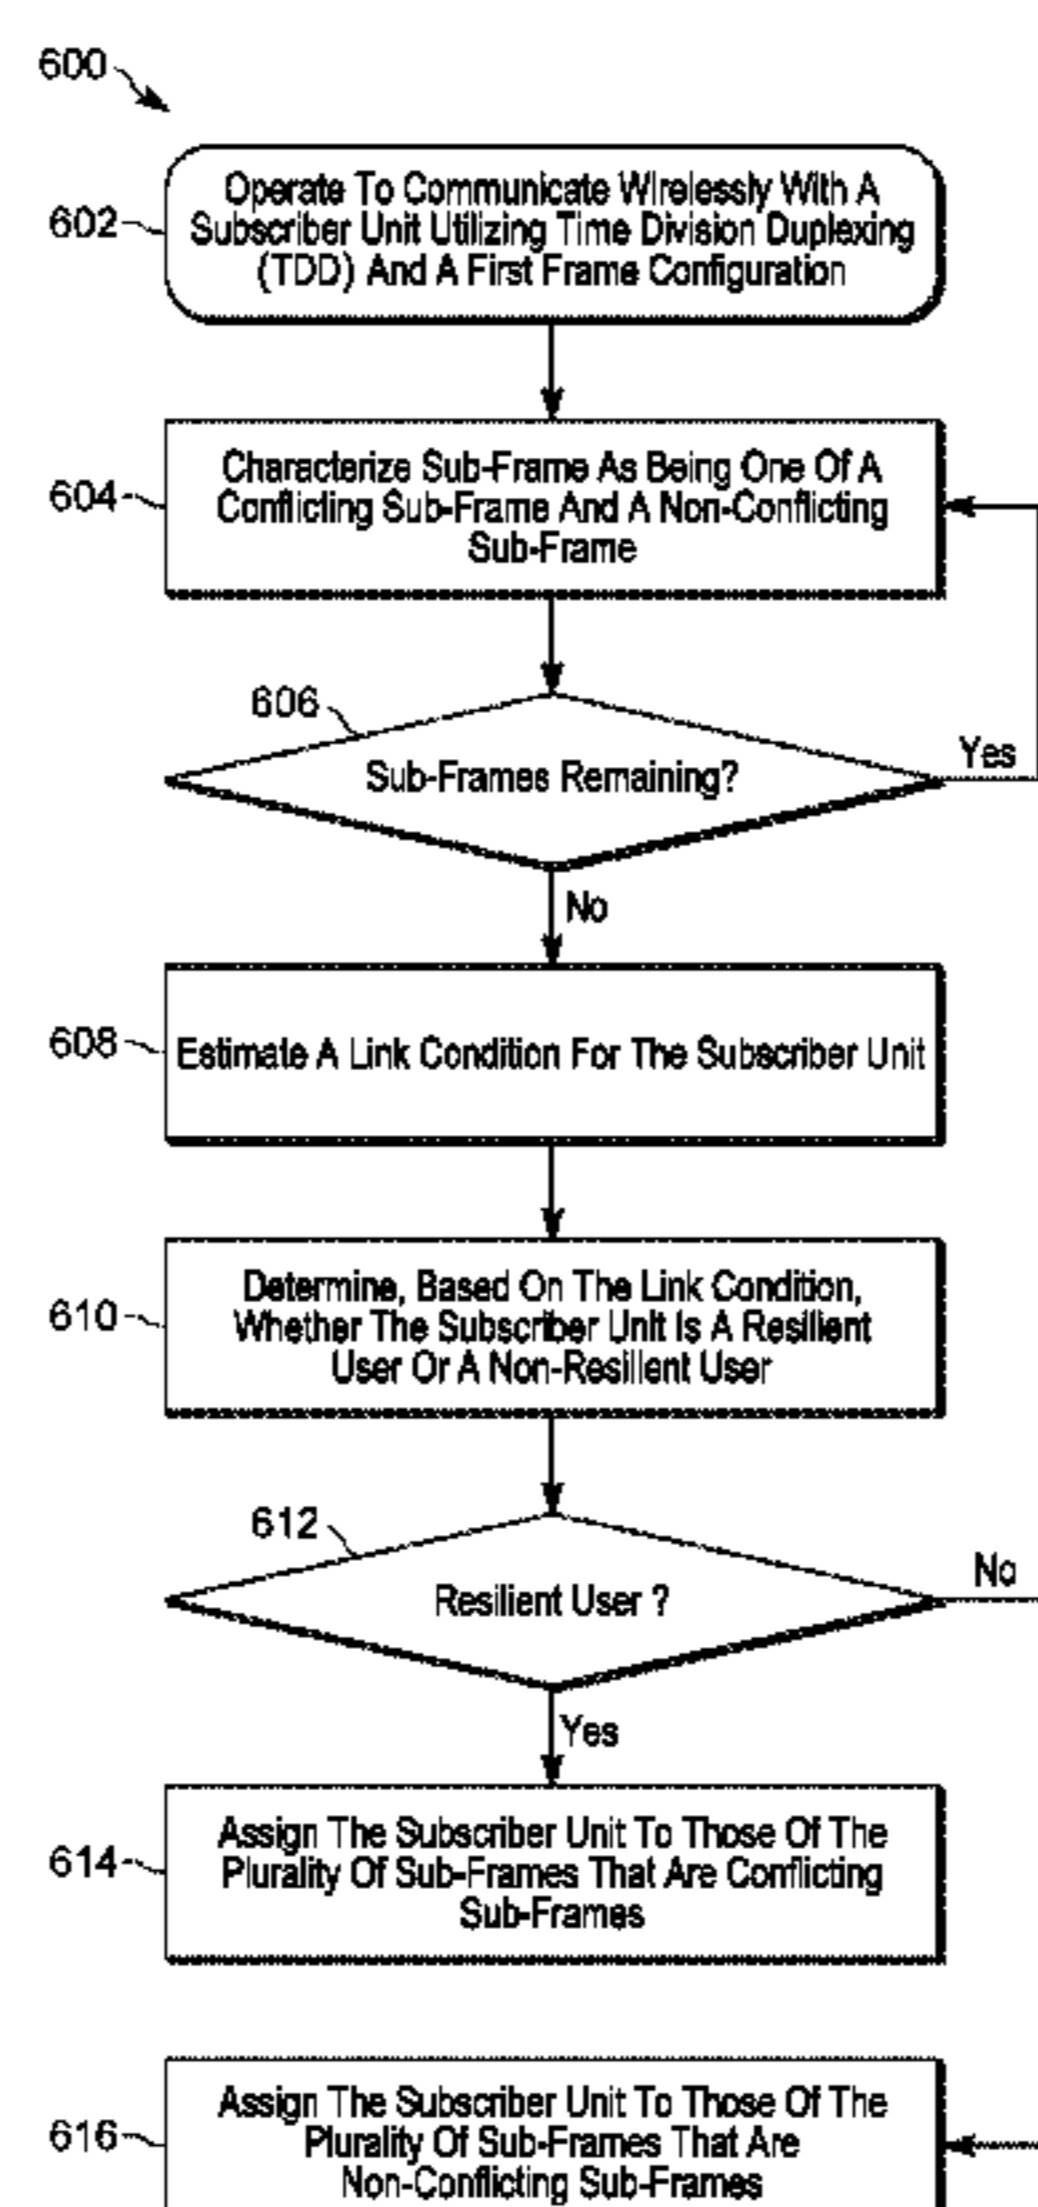 600
602
Operate To Communicate Wirelessly With A
Subscriber Unit Utilizing Time Division Duplexing
(TDD) And A First Frame Configuration
604
Characterize Sub-Frame As Being One Of A
Conflicting Sub-Frame And A Non-Conflicting
Sub-Frame
606
Sub-Frames Remaining?
Yes
No
608
Estimate A Link Condition For The Subscriber Unit
610
Determine, Based On The Link Condition,
Whether The Subscriber Unit Is A Resilient
User Or A Non-Resilient User
612
Resilient User ?
No
Yes
614
Assign The Subscriber Unit To Those Of The
Plurality Of Sub-Frames That Are Conflicting
Sub-Frames
616
Assign The Subscriber Unit To Those Of The
Plurality Of Sub-Frames That Are
Non-Conflicting Sub-Frames